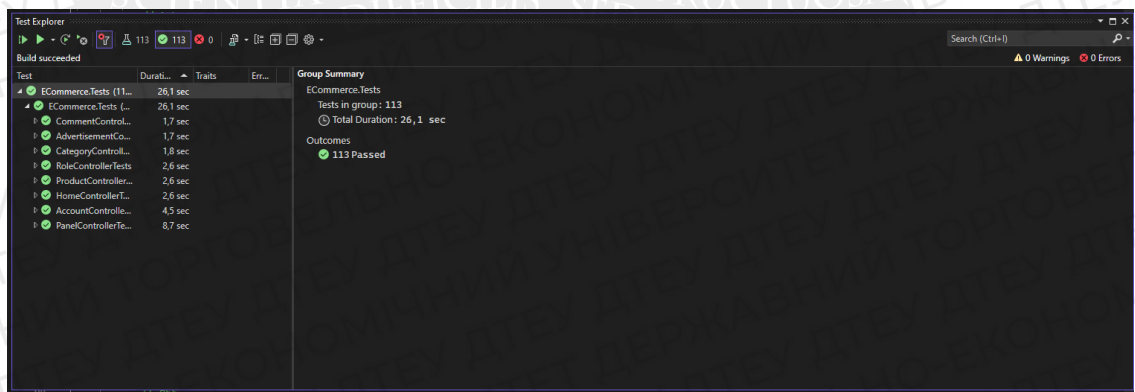 Test Explorer
113 113 0 Search (Ctrl+I)
Build succeeded 0 Warnings 0 Errors
Test Durati... Traits Err...
ECommerce.Tests (11... 26,1 sec
ECommerce.Tests (... 26,1 sec
CommentControl... 1,7 sec
AdvertisementCo... 1,7 sec
CategoryControll... 1,8 sec
RoleControllerTests 2,6 sec
ProductController... 2,6 sec
HomeControllerT... 2,6 sec
AccountControlle... 4,5 sec
PanelControllerTe... 8,7 sec
Group Summary
ECommerce.Tests
Tests in group: 113
Total Duration: 26,1 sec
Outcomes
113 Passed